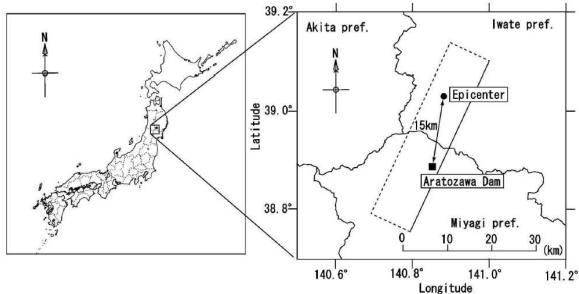 N
39.2°
39.0°
38.8°
Latitude
Akita pref.
Iwate pref.
N
Epicenter
15km
Aratozawa Dam
Miyagi pref.
0 10 20 30
(km)
140.6° 140.8° 141.0° 141.2°
Longitude